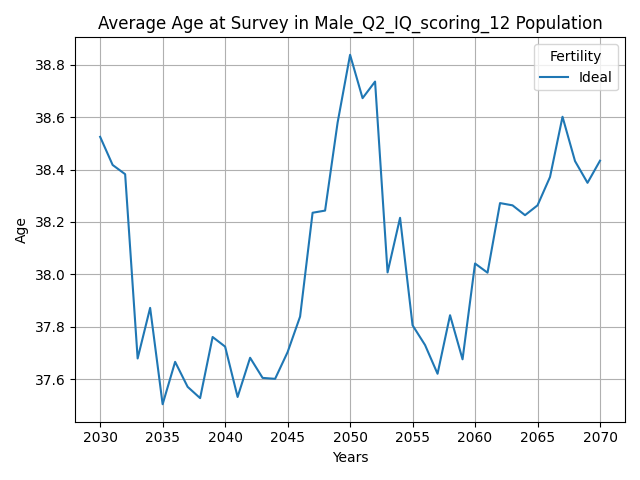 Average Age at Survey in Male_Q2_IQ_scoring_12 Population
Fertility
Ideal
38.8
38.6
38.4
38.2
38.0
37.8
37.6
Age
2030 2035 2040 2045 2050 2055 2060 2065 2070
Years